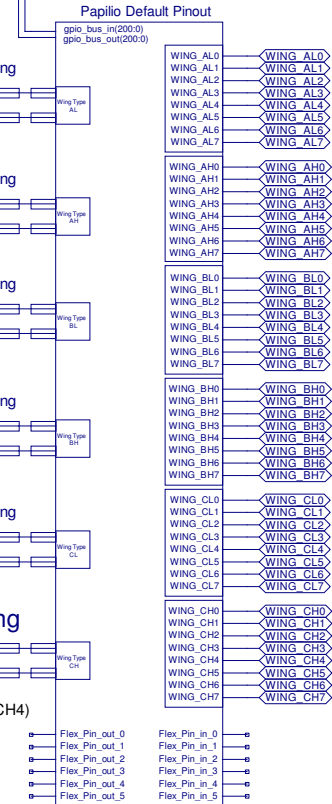 Papilio Default Pinout
gpio_bus_in(200:0)
gpio_bus_out(200:0)
WING_AL0 WING_AL0
WING_AL1 WING_AL1
WING_AL2 WING_AL2
ng
WING_AL3 WING_AL3
Wing Type WING_AL4 WING_AL4
AL WING_AL5 WING_AL5
WING_AL6 WING_AL6
WING_AL7 WING_AL7
WING_AH0 WING_AH0
ng WING_AH1 WING_AH1
WING_AH2 WING_AH2
WING_AH3 WING_AH3
Wing Type WING_AH4 WING_AH4
AH WING_AH5 WING_AH5
WING_AH6 WING_AH6
WING_AH7 WING_AH7
WING_BL0 WING_BL0
ng WING_BL1 WING_BL1
WING_BL2 WING_BL2
WING_BL3 WING_BL3
Wing Type WING_BL4 WING_BL4
BL WING_BL5 WING_BL5
WING_BL6 WING_BL6
WING_BL7 WING_BL7
WING_BH0 WING_BH0
ng WING_BH1 WING_BH1
WING_BH2 WING_BH2
WING_BH3 WING_BH3
Wing Type WING_BH4 WING_BH4
BH WING_BH5 WING_BH5
WING_BH6 WING_BH6
WING_BH7 WING_BH7
WING_CL0 WING_CL0
ng WING_CL1 WING_CL1
WING_CL2 WING_CL2
WING_CL3 WING_CL3
Wing Type WING_CL4 WING_CL4
CL WING_CL5 WING_CL5
WING_CL6 WING_CL6
WING_CL7 WING_CL7
WING_CH0 WING_CH0
ng WING_CH1 WING_CH1
WING_CH2 WING_CH2
WING_CH3 WING_CH3
Wing Type WING_CH4 WING_CH4
CH WING_CH5 WING_CH5
WING_CH6 WING_CH6
WING_CH7 WING_CH7
CH4)
Flex_Pin_out_0 Flex_Pin_in_0
Flex_Pin_out_1 Flex_Pin_in_1
Flex_Pin_out_2 Flex_Pin_in_2
Flex_Pin_out_3 Flex_Pin_in_3
Flex_Pin_out_4 Flex_Pin_in_4
Flex_Pin_out_5 Flex_Pin_in_5